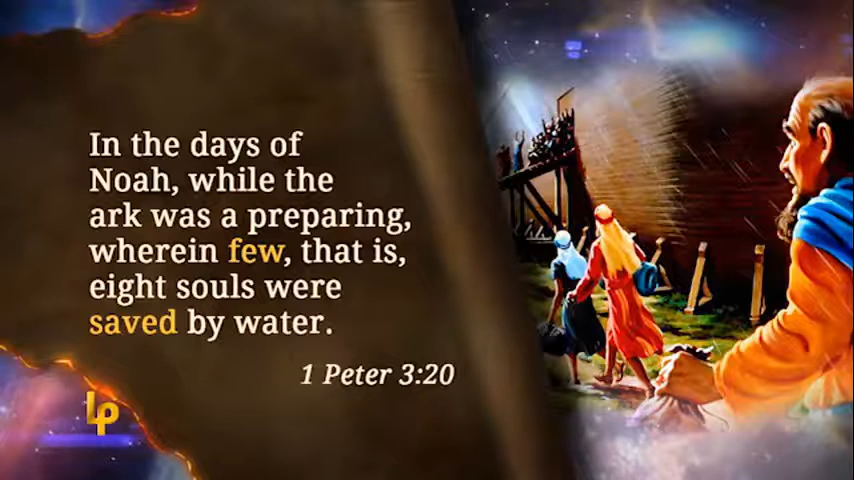 In the days of
Noah, while the
ark was a preparing,
wherein few, that is,
eight souls were
saved by water.
1 Peter 3:20
LP